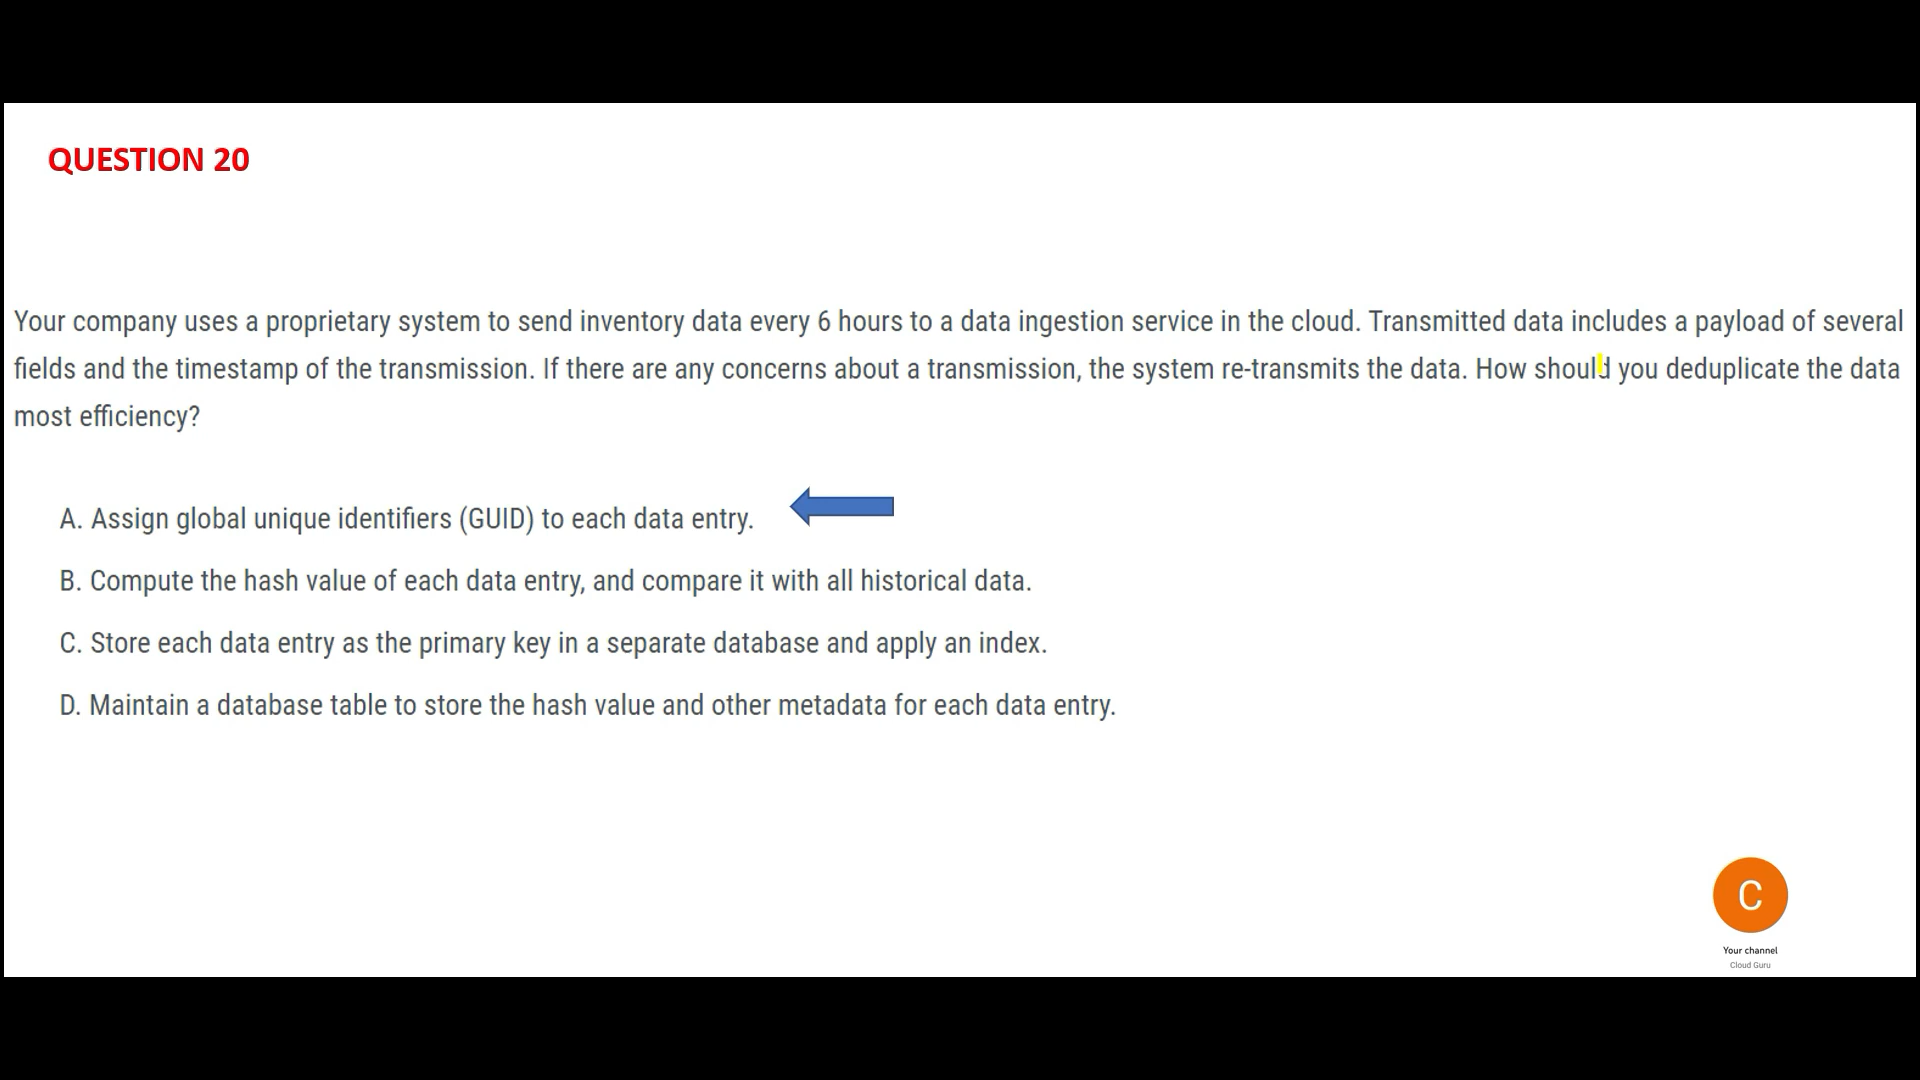 QUESTION 20
Your company uses a proprietary system to send inventory data every 6 hours to a data ingestion service in the cloud. Transmitted data includes a payload of several
fields and the timestamp of the transmission. If there are any concerns about a transmission, the system re-transmits the data. How should you deduplicate the data
most efficiency?
A. Assign global unique identifiers (GUID) to each data entry.
B. Compute the hash value of each data entry, and compare it with all historical data.
C. Store each data entry as the primary key in a separate database and apply an index.
D. Maintain a database table to store the hash value and other metadata for each data entry.
C
Your channel
Cloud Guru